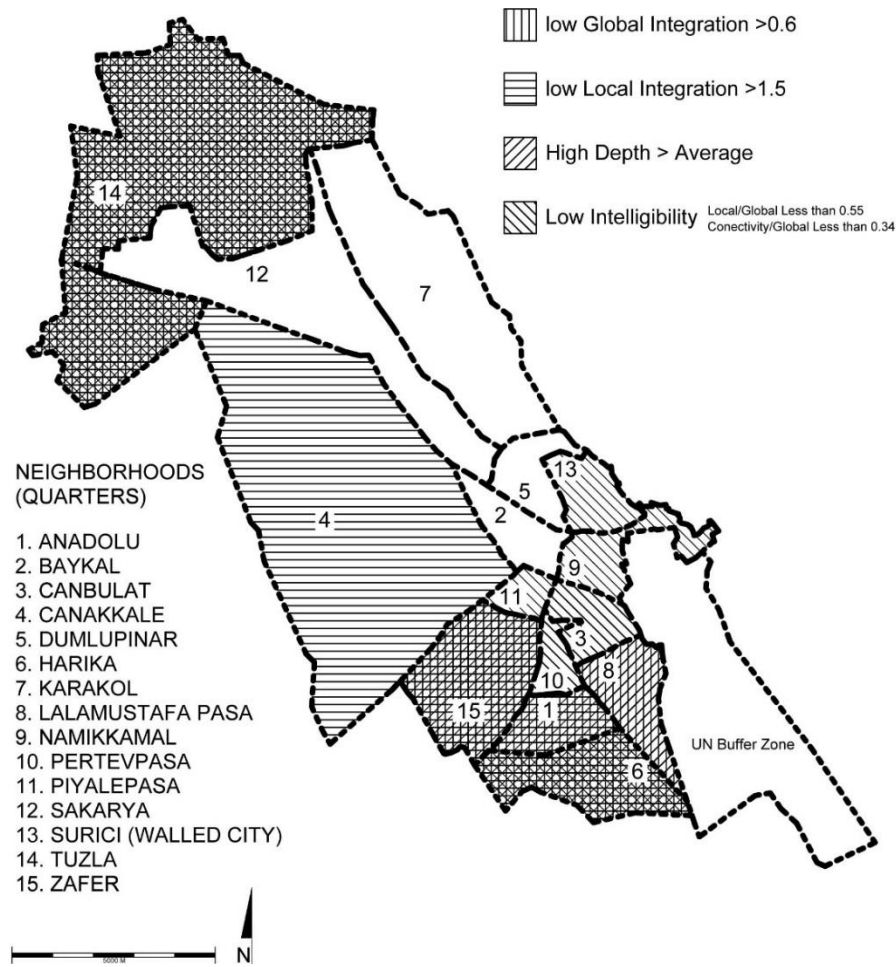 low Global Integration >0.6
low Local Integration >1.5
High Depth > Average
Low Intelligibility Local/Global Less than 0.55
Conectivity/Global Less than 0.34
14
12
7
13
5
2
4
9
11
3
8
10
15
1
6
UN Buffer Zone
NEIGHBORHOODS
(QUARTERS)
1. ANADOLU
2. BAYKAL
3. CANBULAT
4. CANAKKALE
5. DUMLUPINAR
6. HARIKA
7. KARAKOL
8. LALAMUSTAFA PASA
9. NAMIKKAMAL
10. PERTEVPASA
11. PIYALEPASA
12. SAKARYA
13. SURICI (WALLED CITY)
14. TUZLA
15. ZAFER
5000 M
N